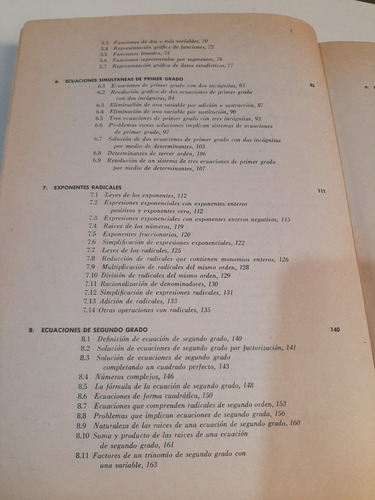 5.3 Funciones de dos o más variables, 70
5.4 Representación gráfica de funciones, 72
5.5 Funciones lineales, 75
5.6 Funciones representadas por segmentos, 76
5.7 Representación gráfica de datos estadísticos, 77
6: ECUACIONES SIMULTANEAS DE PRIMER GRADO
6.1 Ecuaciones de primer grado con dos incógnitas, 83
6.2 Resolución gráfica de dos ecuaciones de primer grado
con dos incógnitas, 84
6.3 Eliminación de una variable por adición o sustracción, 87
6.4 Eliminación de una variable por sustitución, 90
6.5 Tres ecuaciones de primer grado con tres incógnitas, 93
6.6 Problemas cuyas soluciones implican sistemas de ecuaciones
de primer grado, 97
6.7 Solución de dos ecuaciones de primer grado con dos incógnitas
por medio de determinantes, 103
6.8 Determinantes de tercer orden, 106
6.9 Resolución de un sistema de tres ecuaciones de primer grado
por medio de determinantes, 107
7: EXPONENTES RADICALES 111
7.1 Leyes de los exponentes, 112
7.2 Expresiones exponenciales con exponentes enteros
positivos y exponentes cero, 112
7.3 Expresiones exponenciales con exponentes enteros negativos, 115
7.4 Raíces de los números, 119
7.5 Exponentes fraccionarios, 120
7.6 Simplificación de expresiones exponenciales, 122
7.7 Leyes de los radicales, 125
7.8 Reducción de radicales que contienen monomios enteros, 126
7.9 Multiplicación de radicales del mismo orden, 128
7.10 División de radicales del mismo orden, 129
7.11 Racionalización de denominadores, 130
7.12 Simplificación de expresiones radicales, 131
7.13 Adición de radicales, 133
7.14 Otras operaciones con radicales, 135
8: ECUACIONES DE SEGUNDO GRADO 140
8.1 Definición de ecuación de segundo grado, 140
8.2 Solución de ecuaciones de segundo grado por factorización, 141
8.3 Solución de ecuaciones de segundo grado
completando un cuadrado perfecto, 143
8.4 Números complejos, 146
8.5 La fórmula de la ecuación de segundo grado, 148
8.6 Ecuaciones de forma cuadráfica, 150
8.7 Ecuaciones que comprenden radicales de segundo orden, 153
8.8 Problemas que implican ecuaciones de segundo grado, 156
8.9 Naturaleza de las raíces de una ecuación de segundo grado, 160
8.10 Suma y producto de las raíces de una ecuación
de segundo grado, 161
8.11 Factores de un trinomio de segundo grado con
una variable, 163